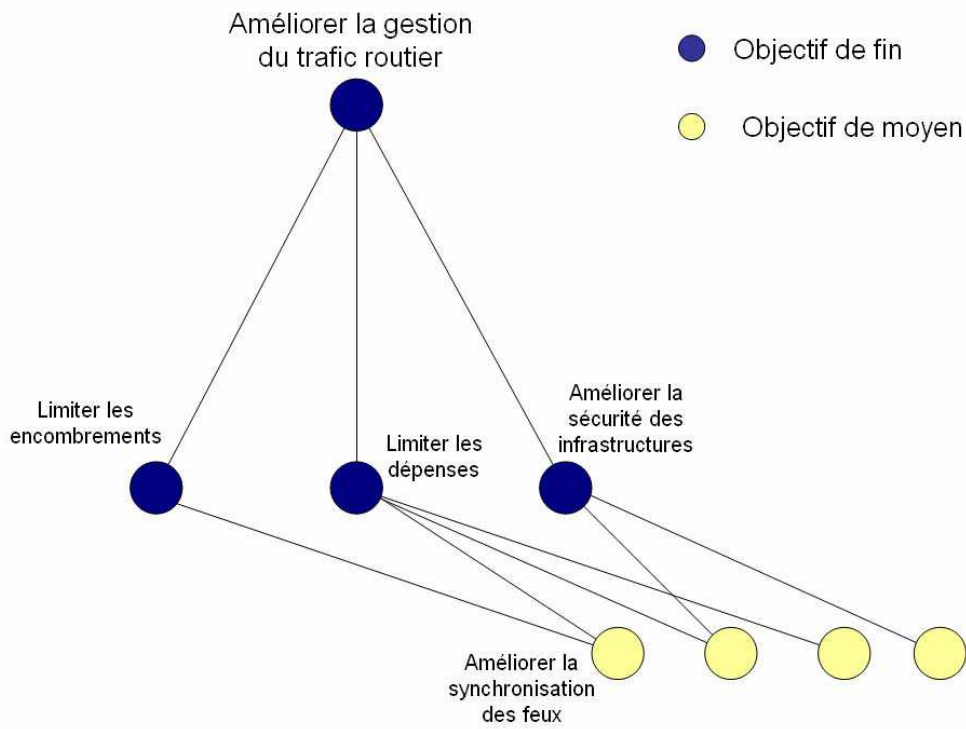 Améliorer la gestion
du trafic routier
Objectif de fin
Objectif de moyen
Limiter les
encombrements
Limiter les
dépenses
Améliorer la
sécurité des
infrastructures
Améliorer la
synchronisation
des feux